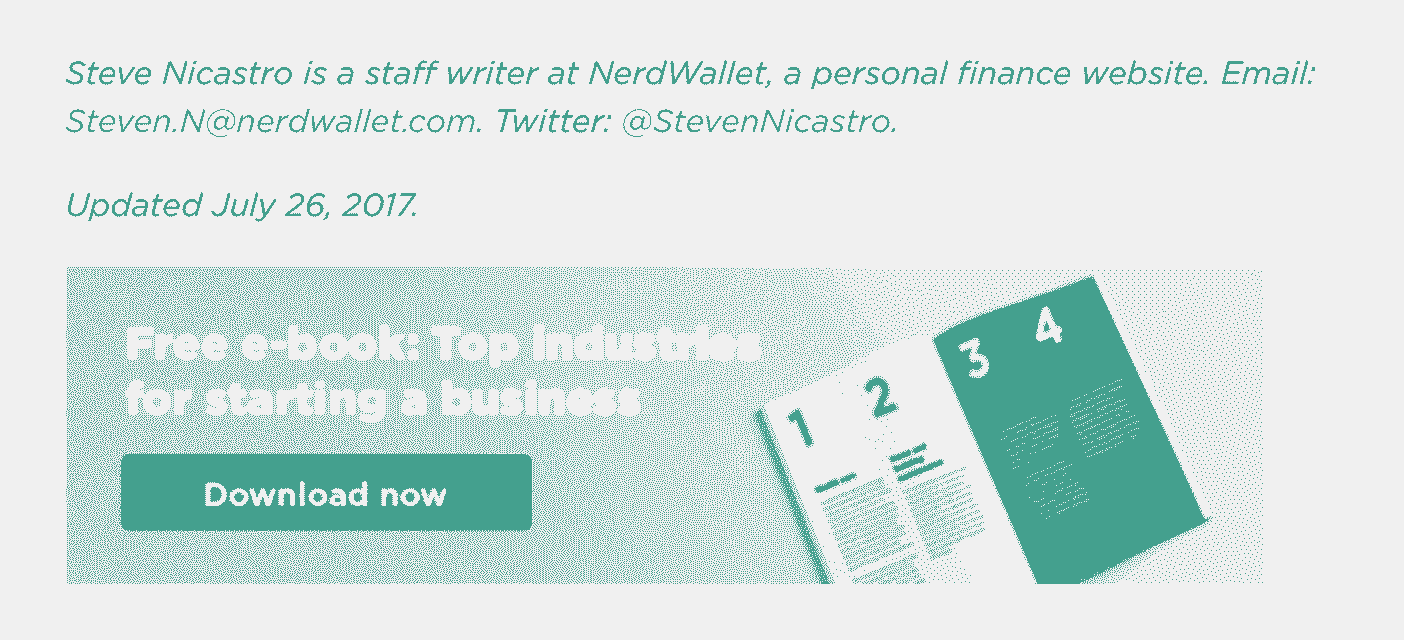 Steve Nicastro is a staff writer at NerdWallet, a personal finance website. Email:
Steven.N@nerdwallet.com. Twitter: @StevenNicastro.
Updated July 26, 2017.
Free e-book: Top industries
for starting a business
Download now
1
2
3
4